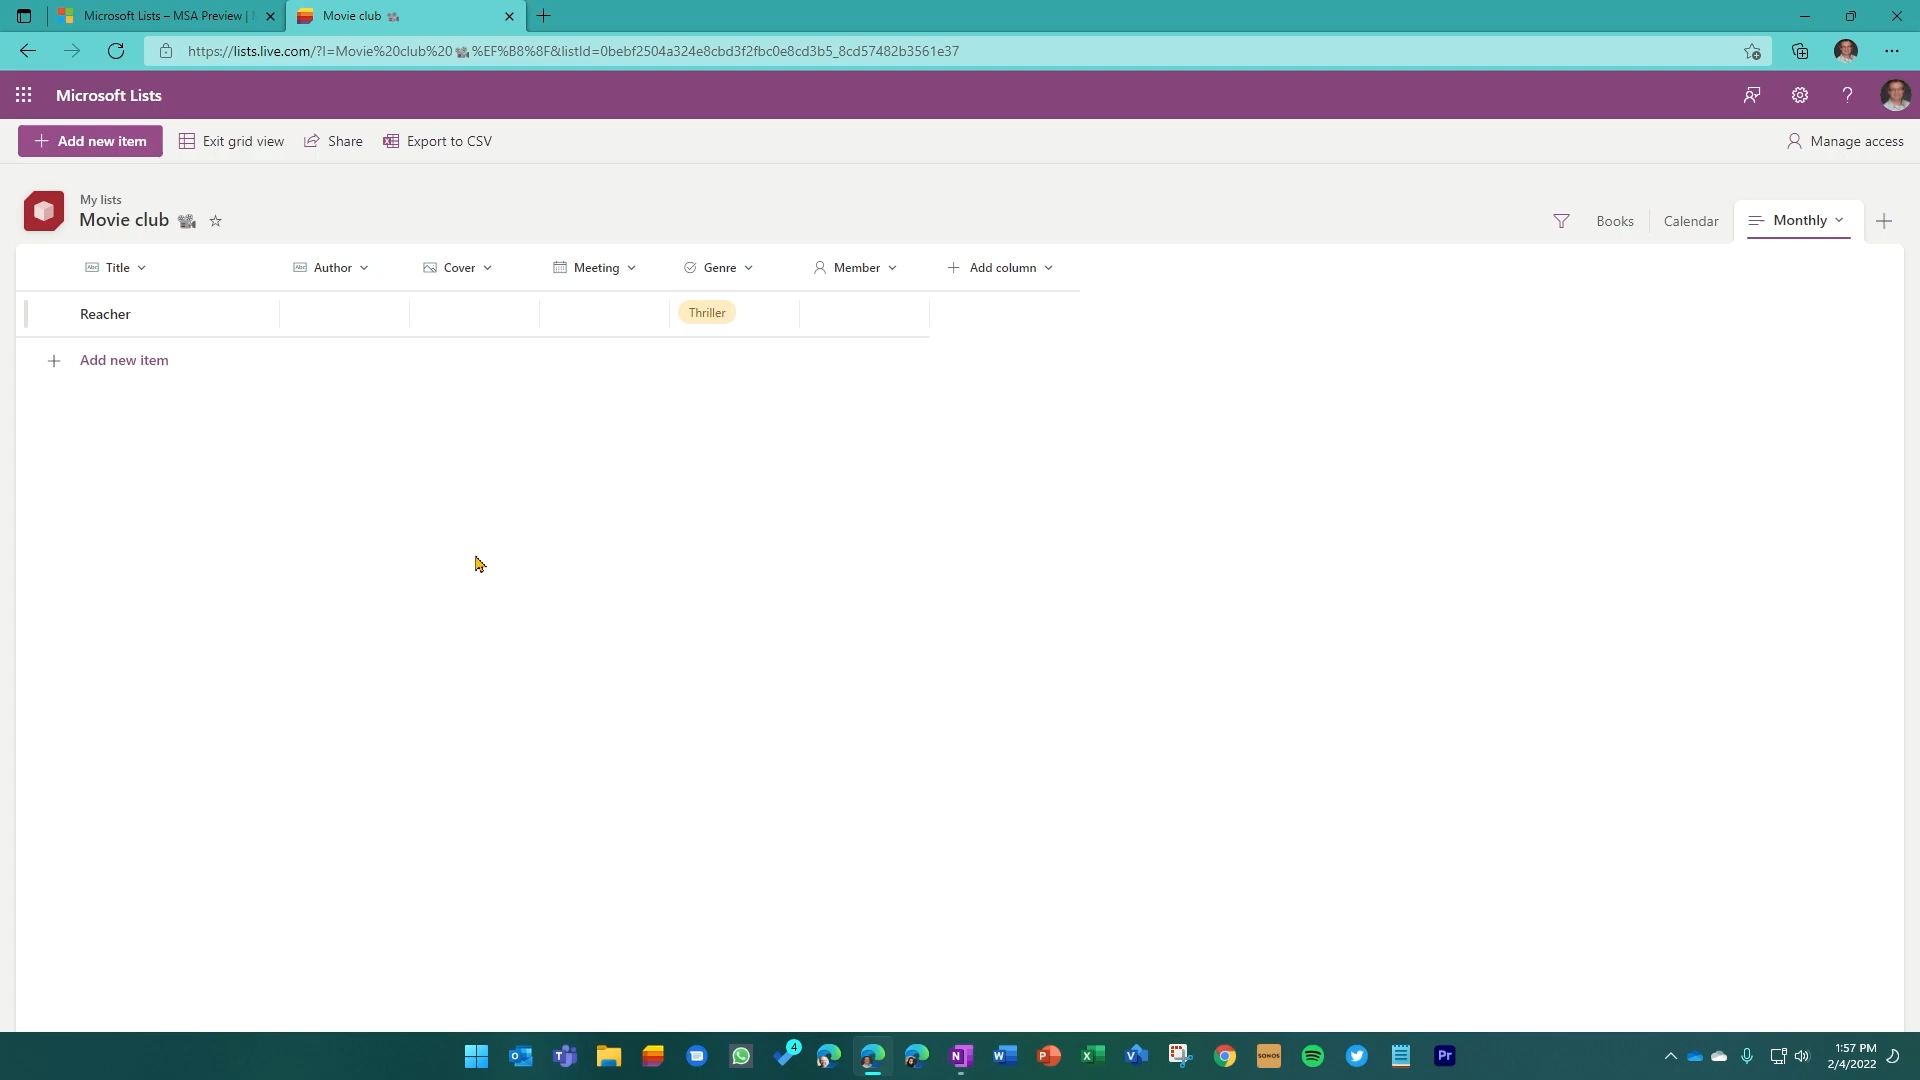 Microsoft Lists – MSA Preview |
Movie club
https://lists.live.com/?l=Movie%20club%20📽%EF%B8%8F&listId=0bebf2504a324e8cbd3f2fbc0e8cd3b5_8cd57482b3561e37
Microsoft Lists
Add new item
Exit grid view
Share
Export to CSV
Manage access
My lists
Movie club
Books
Calendar
Monthly
Title
Author
Cover
Meeting
Genre
Member
Add column
Reacher
Thriller
Add new item
4
SONOS
Pr
1:57 PM
2/4/2022